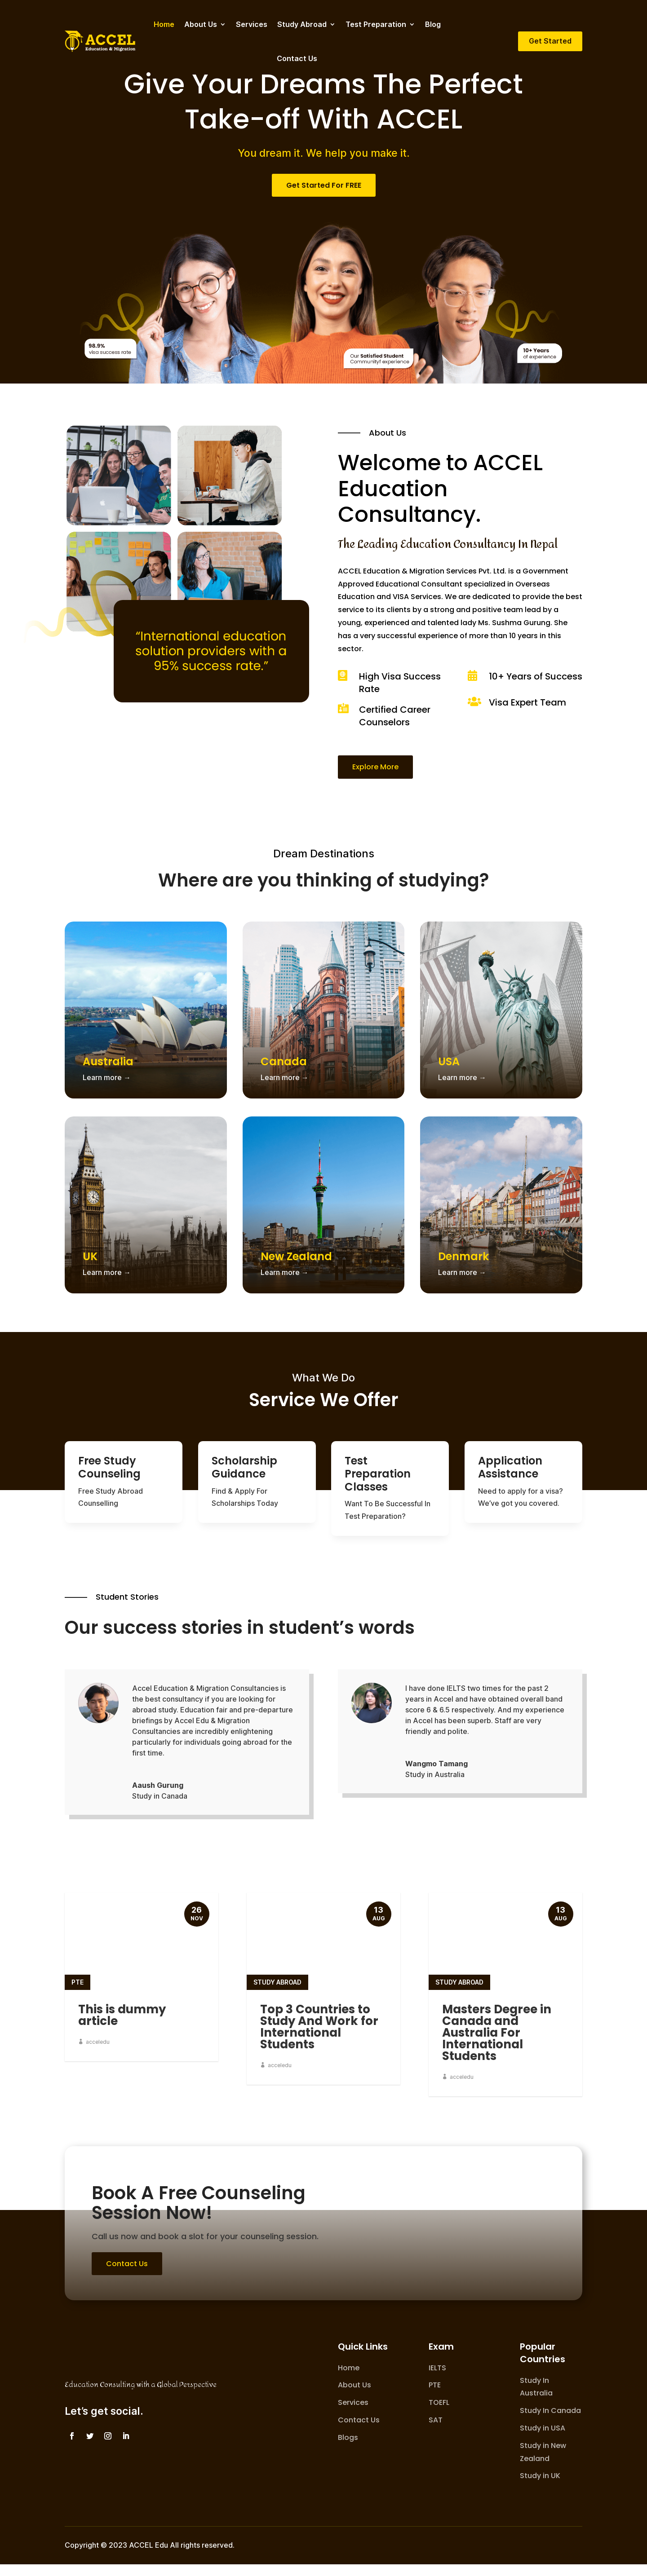 ACCEL
Education & Migration
Home
About Us
Services
Study Abroad
Test Preparation
Blog
Contact Us
Get Started
Give Your Dreams The Perfect
Take-off With ACCEL
You dream it. We help you make it.
Get Started For FREE
98.9%
visa success rate
Our Satisfied Student
Community! experience
10+ Years
of experience
About Us
Welcome to ACCEL
Education
Consultancy.
The Leading Education Consultancy In Nepal
ACCEL Education & Migration Services Pvt. Ltd. is a Government
Approved Educational Consultant specialized in Overseas
Education and VISA Services. We are dedicated to provide the best
service to its clients by a strong and positive team lead by a
young, experienced and talented lady Ms. Sushma Gurung. She
has a very successful experience of more than 10 years in this
sector.
“International education
solution providers with a
95% success rate.”
High Visa Success
Rate
10+ Years of Success
Certified Career
Counselors
Visa Expert Team
Explore More
Dream Destinations
Where are you thinking of studying?
Australia
Learn more →
Canada
Learn more →
USA
Learn more →
UK
Learn more →
New Zealand
Learn more →
Denmark
Learn more →
What We Do
Service We Offer
Free Study
Counseling
Free Study Abroad
Counselling
Scholarship
Guidance
Find & Apply For
Scholarships Today
Test
Preparation
Classes
Want To Be Successful In
Test Preparation?
Application
Assistance
Need to apply for a visa?
We’ve got you covered.
Student Stories
Our success stories in student’s words
Accel Education & Migration Consultancies is
the best consultancy if you are looking for
abroad study. Education fair and pre-departure
briefings by Accel Edu & Migration
Consultancies are incredibly enlightening
particularly for individuals going abroad for the
first time.
Aaush Gurung
Study in Canada
I have done IELTS two times for the past 2
years in Accel and have obtained overall band
score 6 & 6.5 respectively. And my experience
in Accel has been superb. Staff are very
friendly and polite.
Wangmo Tamang
Study in Australia
26
NOV
PTE
This is dummy
article
acceledu
13
AUG
STUDY ABROAD
Top 3 Countries to
Study And Work for
International
Students
acceledu
13
AUG
STUDY ABROAD
Masters Degree in
Canada and
Australia For
International
Students
acceledu
Book A Free Counseling
Session Now!
Call us now and book a slot for your counseling session.
Contact Us
Education Consulting with a Global Perspective
Let’s get social.
Quick Links
Home
About Us
Services
Contact Us
Blogs
Exam
IELTS
PTE
TOEFL
SAT
Popular
Countries
Study In
Australia
Study In Canada
Study in USA
Study in New
Zealand
Study in UK
Copyright © 2023 ACCEL Edu All rights reserved.